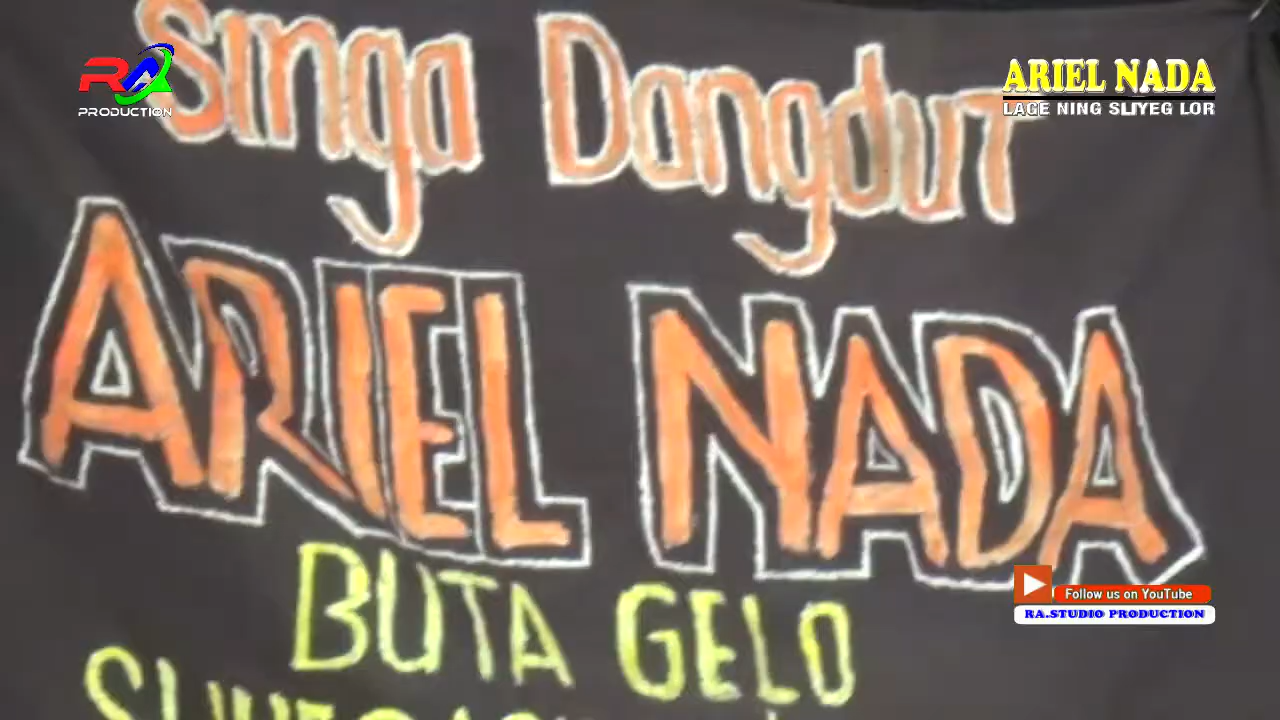 Singa Dangdut
RA
PRODUCTION
ARIEL NADA
LAGE NING SLIYEG LOR
ARIEL NADA
BUTA GELO
Follow us on YouTube
RA.STUDIO PRODUCTION